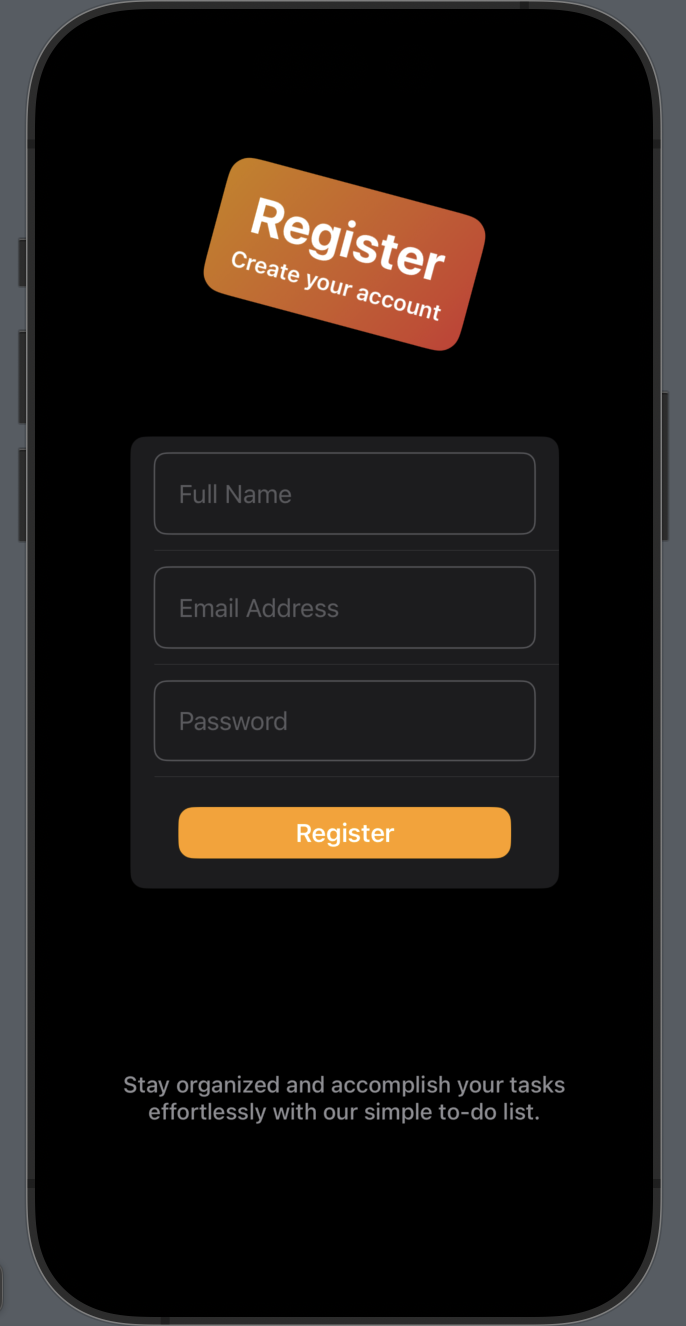 Register
Create your account
Full Name
Email Address
Password
Register
Stay organized and accomplish your tasks
effortlessly with our simple to-do list.